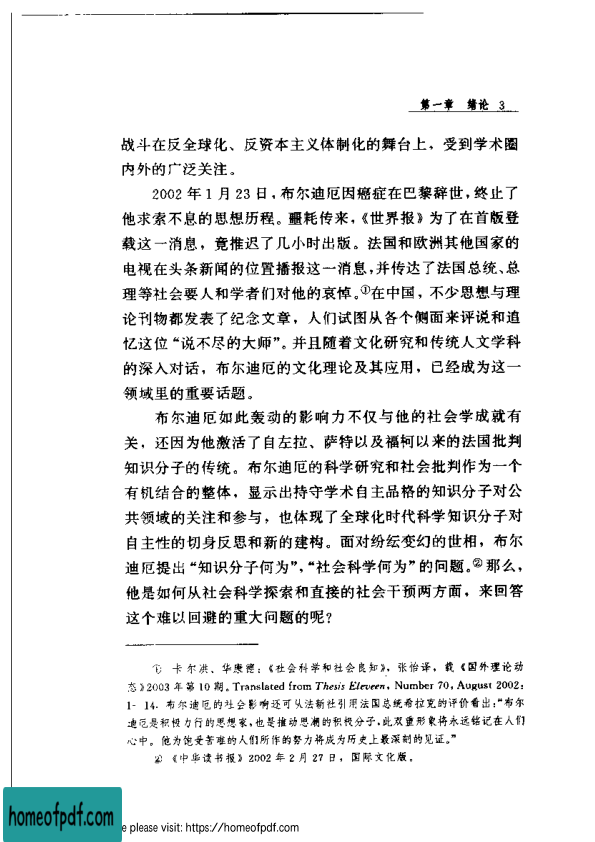 第一章 绪论 3
战斗在反全球化、反资本主义体制化的舞台上，受到学术圈
内外的广泛关注。
2002 年 1 月 23 日，布尔迪厄因癌症在巴黎辞世，终止了
他求索不息的思想历程。噩耗传来，《世界报》为了在首版登
载这一消息，竟推迟了几小时出版。法国和欧洲其他国家的
电视在头条新闻的位置播报这一消息，并传达了法国总统、总
理等社会要人和学者们对他的哀悼。①在中国，不少思想与理
论刊物都发表了纪念文章，人们试图从各个侧面来评说和追
忆这位“说不尽的大师”。并且随着文化研究和传统人文学科
的深入对话，布尔迪厄的文化理论及其应用，已经成为这一
领域里的重要话题。
布尔迪厄如此轰动的影响力不仅与他的社会学成就有
关，还因为他激活了自左拉、萨特以及福柯以来的法国批判
知识分子的传统。布尔迪厄的科学研究和社会批判作为一个
有机结合的整体，显示出持守学术自主品格的知识分子对公
共领域的关注和参与，也体现了全球化时代科学知识分子对
自主性的切身反思和新的建构。面对纷纭变幻的世相，布尔
迪厄提出“知识分子何为”，“社会科学何为”的问题。②那么，
他是如何从社会科学探索和直接的社会干预两方面，来回答
这个难以回避的重大问题的呢？
① 卡尔洪、华康德：《社会科学和社会良知》，张怡译，载《国外理论动
态》2003 年第 10 期。Translated from Thesis Eleveen, Number 70, August 2002:
1- 14. 布尔迪厄的社会影响还可从法新社引用法国总统希拉克的评价看出：“布尔
迪厄是积极力行的思想家，也是推动思潮的积极分子，此双重形象将永远铭记在人们
心中。他为饱受苦难的人们所作的努力将成为历史上最深刻的见证。”
② 《中华读书报》2002 年 2 月 27 日，国际文化版。
homeofpdf.com
e please visit: https://homeofpdf.com